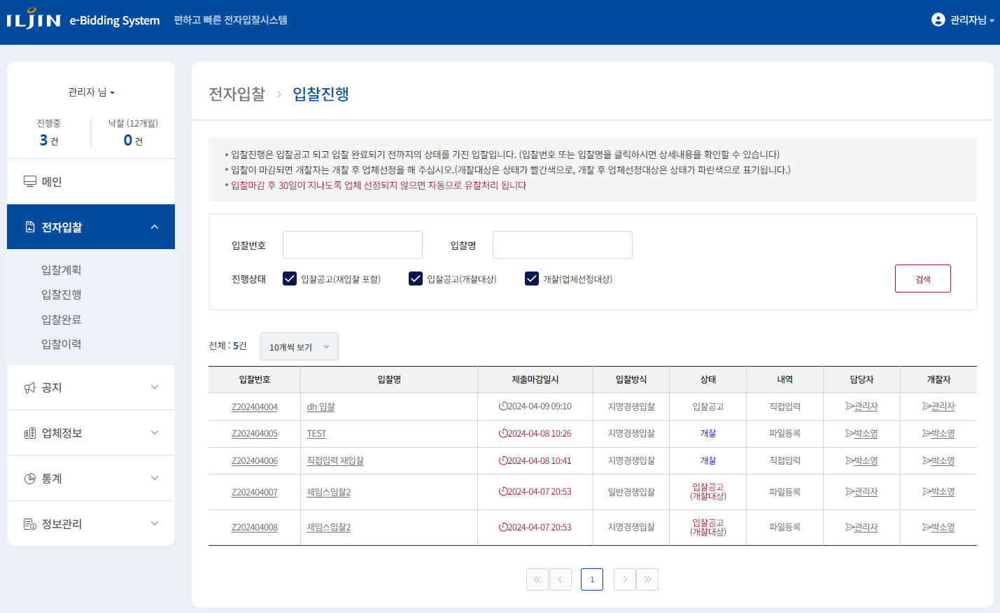 ILJIN e-Bidding System 편하고 빠른 전자입찰시스템 관리자님
관리자 님
진행중 낙찰 (12개월)
3 건 0 건
메인
전자입찰
입찰계획
입찰진행
입찰완료
입찰이력
공지
업체정보
통계
정보관리
전자입찰 > 입찰진행
• 입찰진행은 입찰공고 되고 입찰 완료되기 전까지의 상태를 가진 입찰입니다. (입찰번호 또는 입찰명을 클릭하시면 상세내용을 확인할 수 있습니다)
• 입찰이 마감되면 개찰자는 개찰 후 업체선정을 해 주십시오.(개찰대상은 상태가 빨간색으로, 개찰 후 업체선정대상은 상태가 파란색으로 표기됩니다.)
• 입찰마감 후 30일이 지나도록 업체 선정되지 않으면 자동으로 유찰처리 됩니다
입찰번호 입찰명
진행상태 입찰공고(재입찰 포함) 입찰공고(개찰대상) 개찰(업체선정대상) 검색
전체 : 5건 10개씩 보기
입찰번호 입찰명 제출마감일시 입찰방식 상태 내역 담당자 개찰자
Z202404004 dh 입찰 2024-04-09 09:10 지명경쟁입찰 입찰공고 직접입력 관리자 관리자
Z202404005 TEST 2024-04-08 10:26 지명경쟁입찰 개찰 파일등록 박소영 박소영
Z202404006 직접입력 재입찰 2024-04-08 10:41 지명경쟁입찰 개찰 직접입력 박소영 박소영
Z202404007 제임스입찰2 2024-04-07 20:53 일반경쟁입찰 입찰공고 (개찰대상) 파일등록 관리자 박소영
Z202404008 제임스입찰2 2024-04-07 20:53 지명경쟁입찰 입찰공고 (개찰대상) 파일등록 관리자 박소영
« < 1 > »